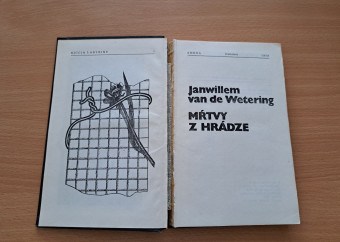 Janwillem
van de Wetering
MŔTVY
Z HRÁDZE